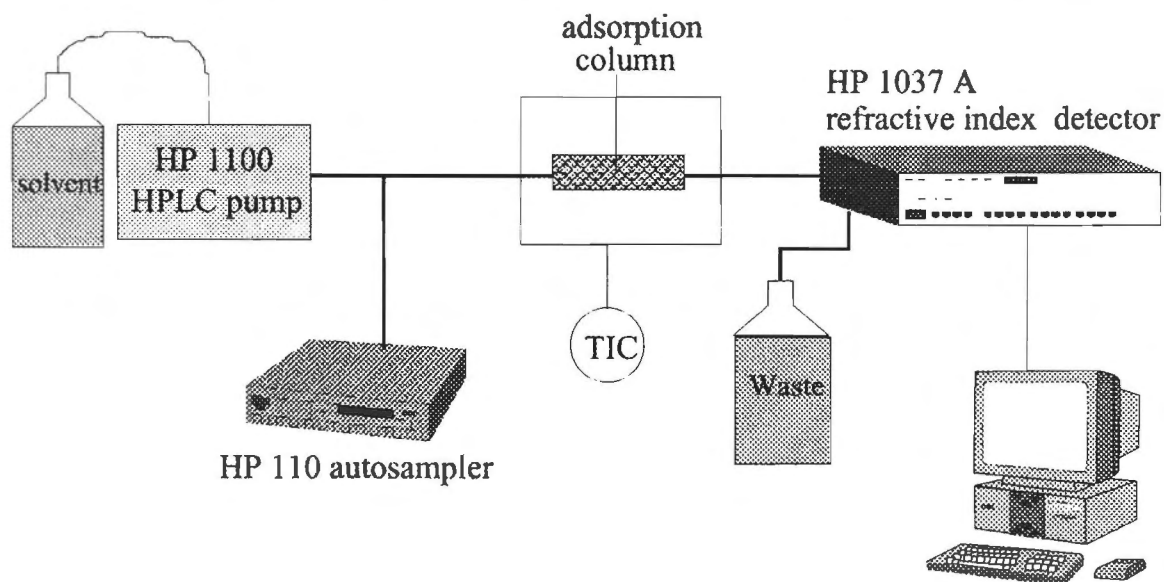 adsorption
column
HP 1037 A
refractive index detector
solvent
HP 1100
HPLC pump
TIC
Waste
HP 110 autosampler